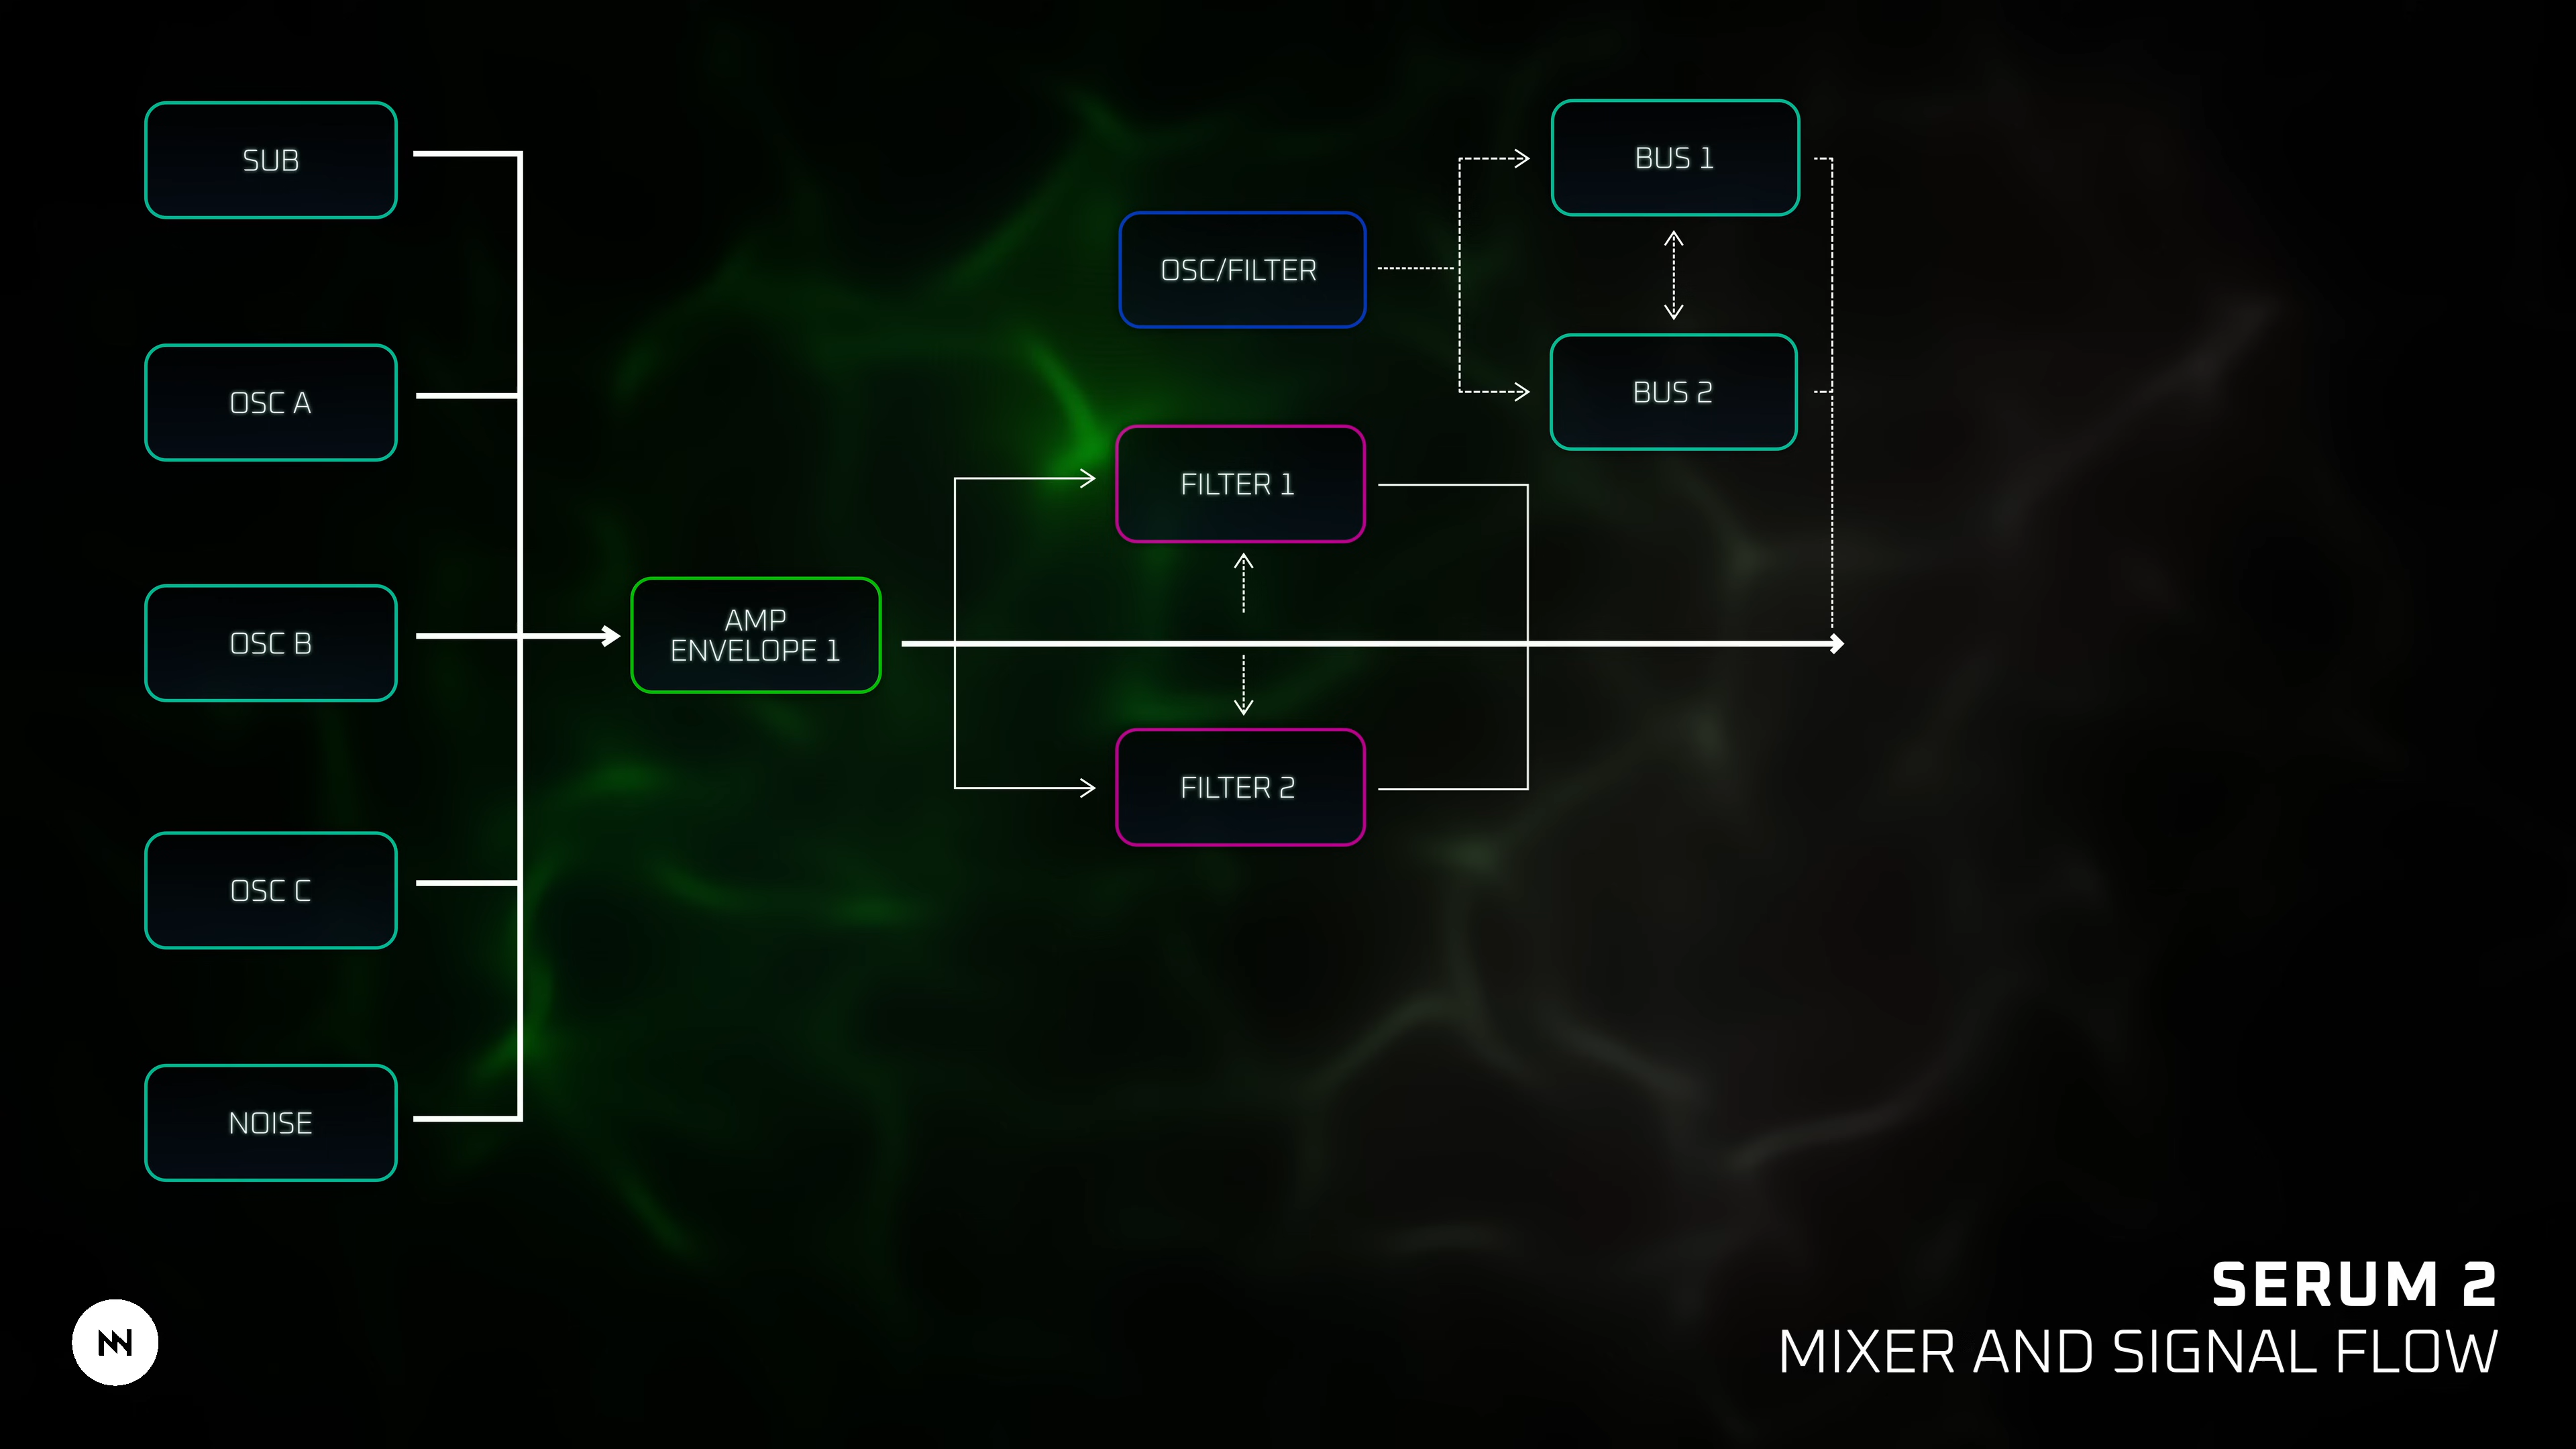 SUB
OSC A
OSC B
OSC C
NOISE
AMP
ENVELOPE 1
OSC/FILTER
FILTER 1
FILTER 2
BUS 1
BUS 2
SERUM 2
MIXER AND SIGNAL FLOW